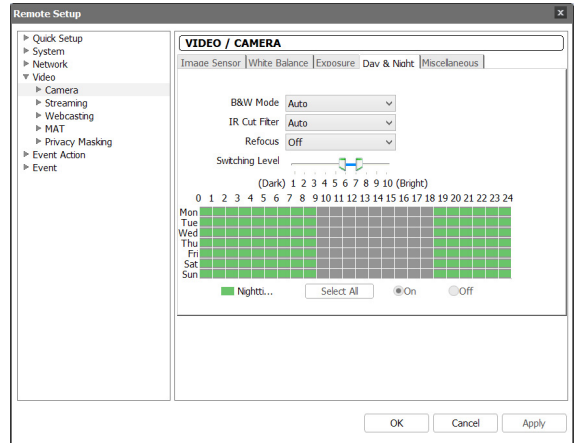 Remote Setup
Quick Setup
System
Network
Video
Camera
Streaming
Webcasting
MAT
Privacy Masking
Event Action
Event
VIDEO / CAMERA
Image Sensor White Balance Exposure Day & Night Miscelaneous
B&W Mode Auto
IR Cut Filter Auto
Refocus Off
Switching Level
(Dark) 1 2 3 4 5 6 7 8 9 10 (Bright)
0 1 2 3 4 5 6 7 8 9 10 11 12 13 14 15 16 17 18 19 20 21 22 23 24
Mon
Tue
Wed
Thu
Fri
Sat
Sun
Nightti... Select All On Off
OK Cancel Apply